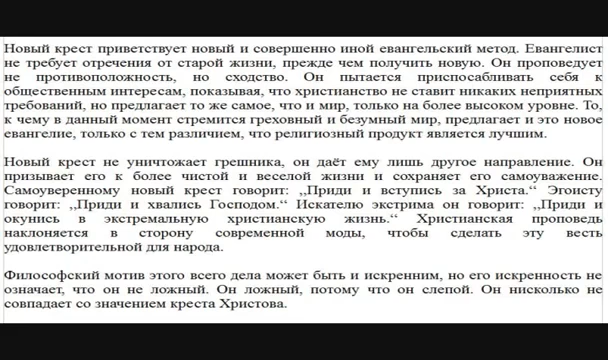 Новый крест приветствует новый и совершенно иной евангельский метод. Евангелист
не требует отречения от старой жизни, прежде чем получить новую. Он проповедует
не противоположность, но сходство. Он пытается приспосабливать себя к
общественным интересам, показывая, что христианство не ставит никаких неприятных
требований, но предлагает то же самое, что и мир, только на более высоком уровне. То,
к чему в данный момент стремится греховный и безумный мир, предлагает и это новое
евангелие, только с тем различием, что религиозный продукт является лучшим.
Новый крест не уничтожает грешника, он даёт ему лишь другое направление. Он
призывает его к более чистой и веселой жизни и сохраняет его самоуважение.
Самоуверенному новый крест говорит: ,,Приди и вступись за Христа.“ Эгоисту
говорит: ,,Приди и хвались Господом.“ Искателю экстрима он говорит: ,,Приди и
окунись в экстремальную христианскую жизнь.“ Христианская проповедь
наклоняется в сторону современной моды, чтобы сделать эту весть
удовлетворительной для народа.
Философский мотив этого всего дела может быть и искренним, но его искренность не
означает, что он не ложный. Он ложный, потому что он слепой. Он нисколько не
совпадает со значением креста Христова.